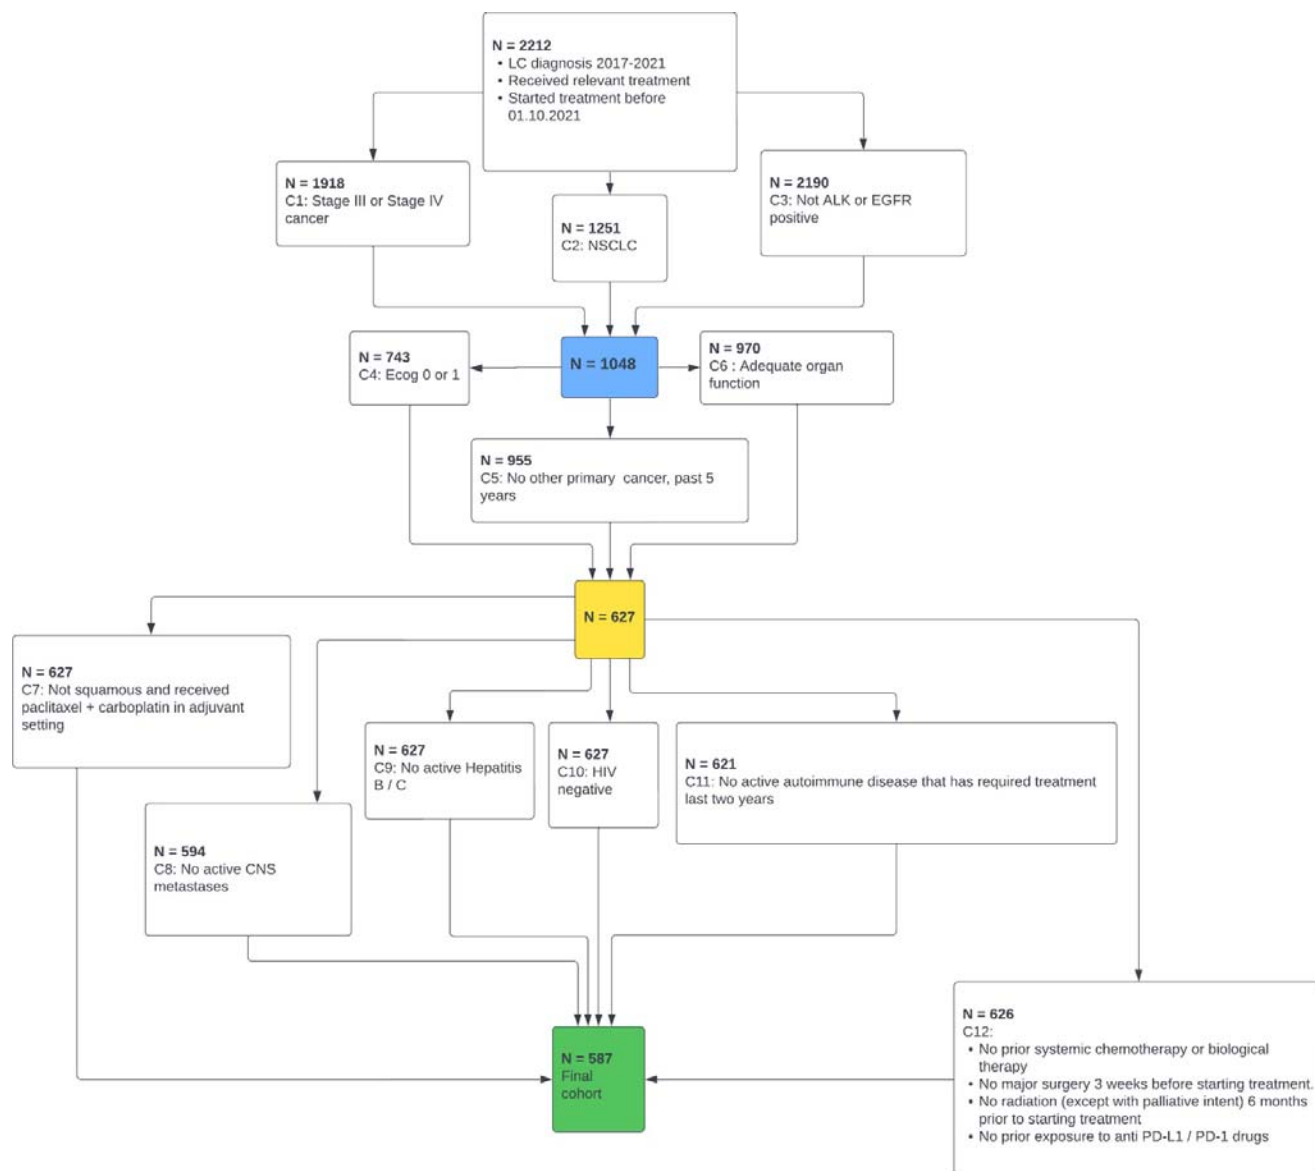 N = 2212
• LC diagnosis 2017-2021
• Received relevant treatment
• Started treatment before
01.10.2021
N = 1918
C1: Stage III or Stage IV
cancer
N = 1251
C2: NSCLC
N = 2190
C3: Not ALK or EGFR
positive
N = 743
C4: Ecog 0 or 1
N = 1048
N = 970
C6 : Adequate organ
function
N = 955
C5: No other primary cancer, past 5
years
N = 627
N = 627
C7: Not squamous and received
paclitaxel + carboplatin in adjuvant
setting
N = 594
C8: No active CNS
metastases
N = 627
C9: No active Hepatitis
B / C
N = 627
C10: HIV
negative
N = 621
C11: No active autoimmune disease that has required treatment
last two years
N = 587
Final
cohort
N = 626
C12:
• No prior systemic chemotherapy or biological
therapy
• No major surgery 3 weeks before starting treatment.
• No radiation (except with palliative intent) 6 months
prior to starting treatment
• No prior exposure to anti PD-L1 / PD-1 drugs